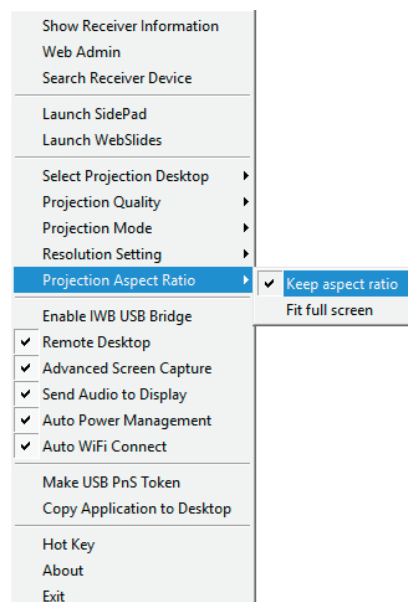 Show Receiver Information
Web Admin
Search Receiver Device
Launch SidePad
Launch WebSlides
Select Projection Desktop
Projection Quality
Projection Mode
Resolution Setting
Projection Aspect Ratio
Keep aspect ratio
Fit full screen
Enable IWB USB Bridge
Remote Desktop
Advanced Screen Capture
Send Audio to Display
Auto Power Management
Auto WiFi Connect
Make USB PnS Token
Copy Application to Desktop
Hot Key
About
Exit